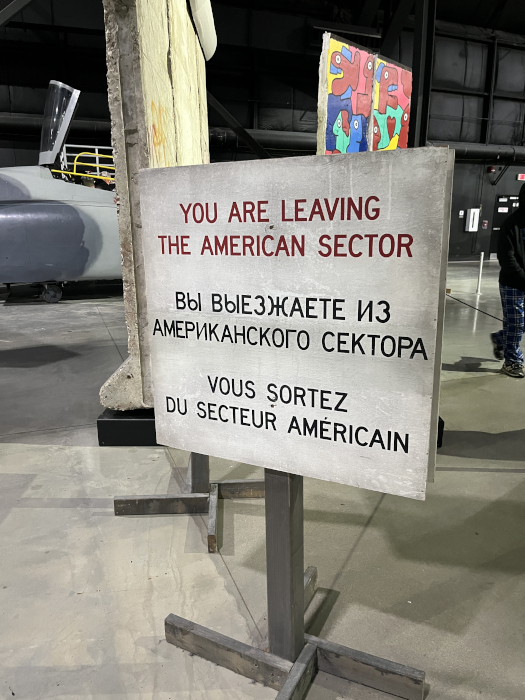 YOU ARE LEAVING
THE AMERICAN SECTOR
ВЫ ВЫЕЗЖАЕТЕ ИЗ
АМЕРИКАНСКОГО СЕКТОРА
VOUS SORTEZ
DU SECTEUR AMÉRICAIN